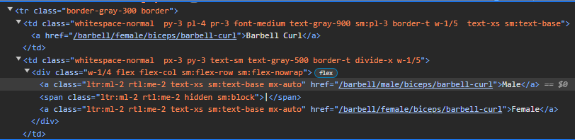 ▼<tr class="border-gray-300 border">
▼<td class="whitespace-normal  py-3 pl-4 pr-3 font-medium text-gray-900 sm:pl-3 border-t w-1/5  text-xs sm:text-base">
<a href="/barbell/female/biceps/barbell-curl">Barbell Curl</a>
</td>
▼<td class="whitespace-normal  px-3 py-3 text-sm text-gray-500 border-t divide-x w-1/5">
▼<div class="w-1/4 flex flex-col sm:flex-row sm:flex-nowrap"> flex
<a class="ltr:ml-2 rtl:me-2 text-xs sm:text-base mx-auto" href="/barbell/male/biceps/barbell-curl">Male</a> == $0
<span class="ltr:ml-2 rtl:me-2 hidden sm:block">|</span>
<a class="ltr:ml-2 rtl:me-2 text-xs sm:text-base mx-auto" href="/barbell/female/biceps/barbell-curl">Female</a>
</div>
</td>